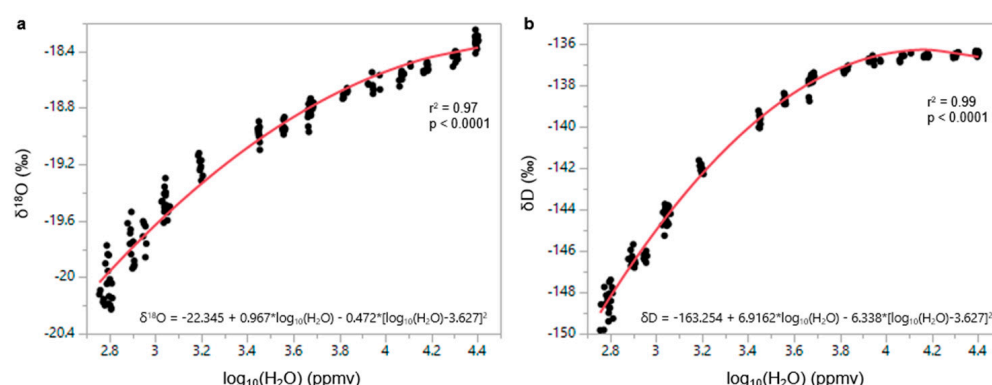 a
-18.4
-18.8
-19.2
-19.6
-20
-20.4
δ¹⁸O (‰)
r² = 0.97
p < 0.0001
δ¹⁸O = -22.345 + 0.967*log₁₀(H₂O) - 0.472*[log₁₀(H₂O)-3.627]²
2.8 3 3.2 3.4 3.6 3.8 4 4.2 4.4
log₁₀(H₂O) (ppmv)
b
-136
-138
-140
-142
-144
-146
-148
-150
δD (‰)
r² = 0.99
p < 0.0001
δD = -163.254 + 6.9162*log₁₀(H₂O) - 6.338*[log₁₀(H₂O)-3.627]²
2.8 3 3.2 3.4 3.6 3.8 4 4.2 4.4
log₁₀(H₂O) (ppmv)